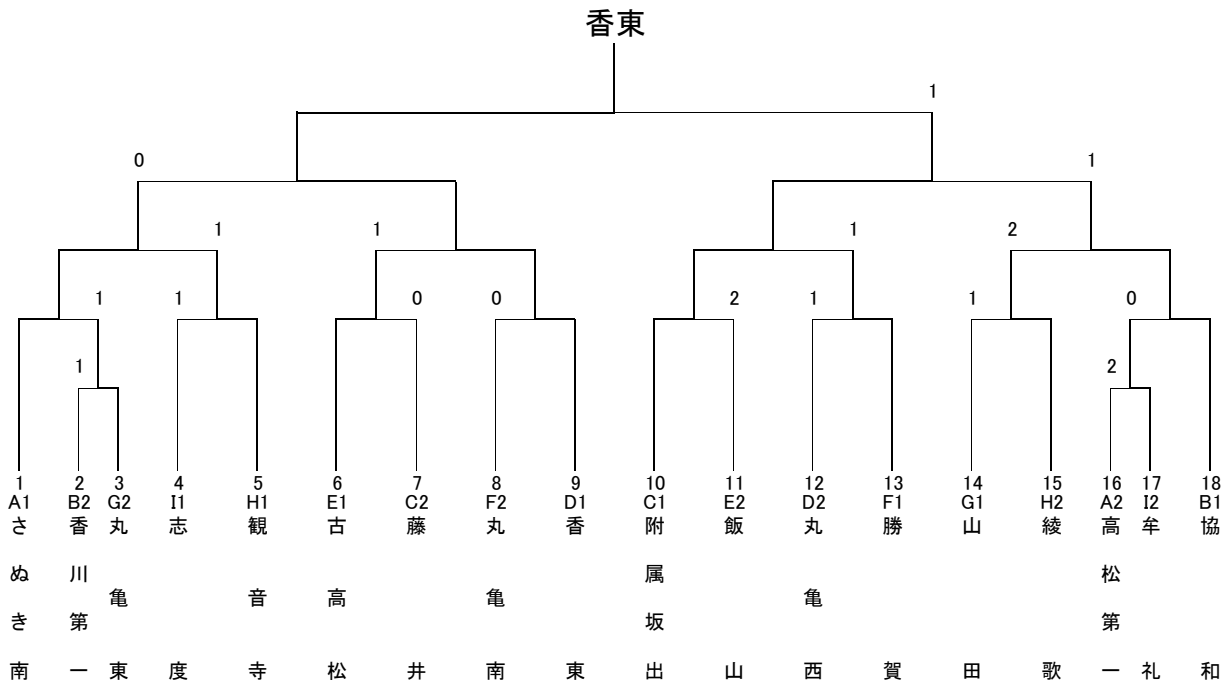 香東
1
0
1
1
1
1
2
1
1
0
0
2
1
1
0
1
2
1 2 3 4 5 6 7 8 9 10 11 12 13 14 15 16 17 18
A1 B2 G2 I1 H1 E1 C2 F2 D1 C1 E2 D2 F1 G1 H2 A2 I2 B1
さぬき南
香川第一
丸亀東
志度
観音寺
古高松
藤井
丸亀南
香東
附属坂出
飯山
丸亀西
勝賀
山田
綾歌
高松第一
牟礼
協和